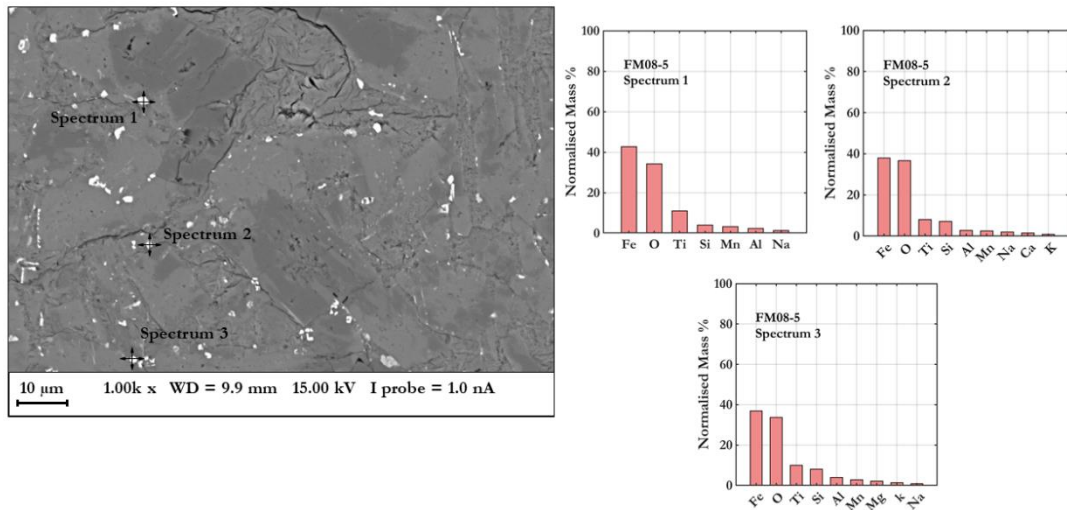 Spectrum 1
Spectrum 2
Spectrum 3
10 µm 1.00k x WD = 9.9 mm 15.00 kV I probe = 1.0 nA
100
80
60
40
20
0
Normalised Mass %
FM08-5
Spectrum 1
Fe O Ti Si Mn Al Na
100
80
60
40
20
0
Normalised Mass %
FM08-5
Spectrum 2
Fe O Ti Si Al Mn Na Ca K
100
80
60
40
20
0
Normalised Mass %
FM08-5
Spectrum 3
Fe O Ti Si Al Mn Mg k Na